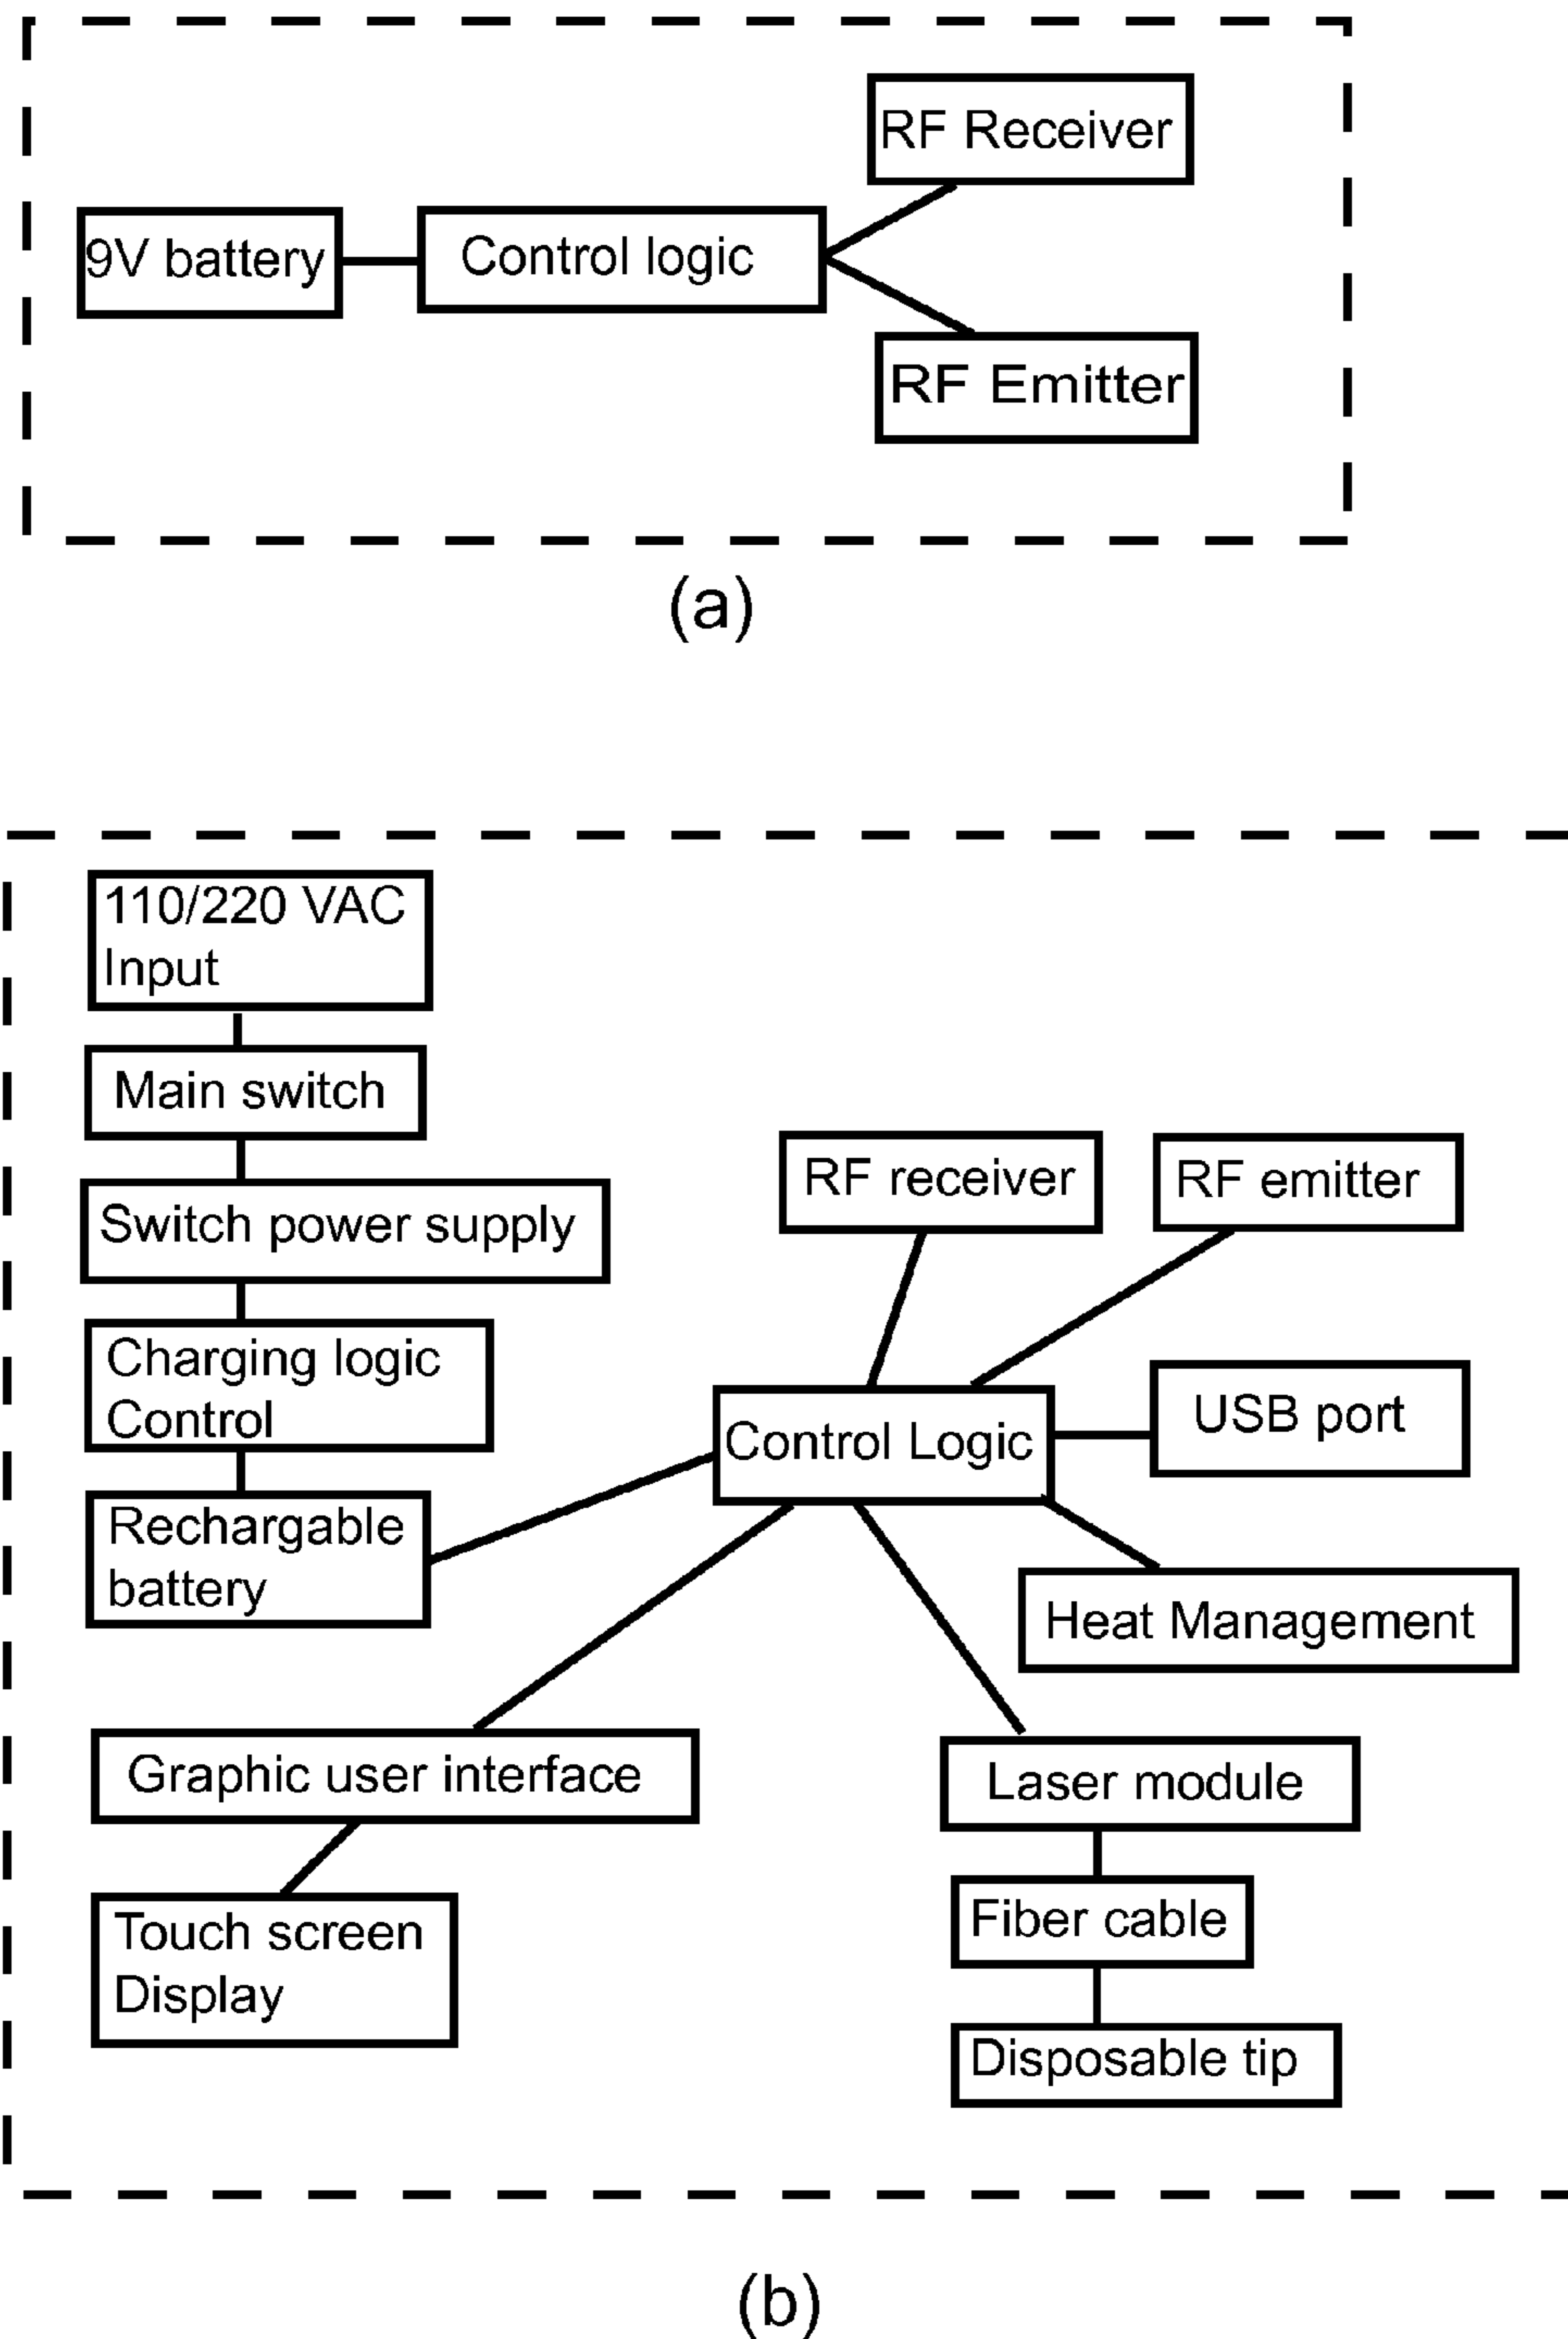 RF Receiver
9V battery
Control logic
RF Emitter
(a)
110/220 VAC
Input
Main switch
Switch power supply
Charging logic
Control
Rechargable
battery
RF receiver
RF emitter
Control Logic
USB port
Heat Management
Graphic user interface
Touch screen
Display
Laser module
Fiber cable
Disposable tip
(b)